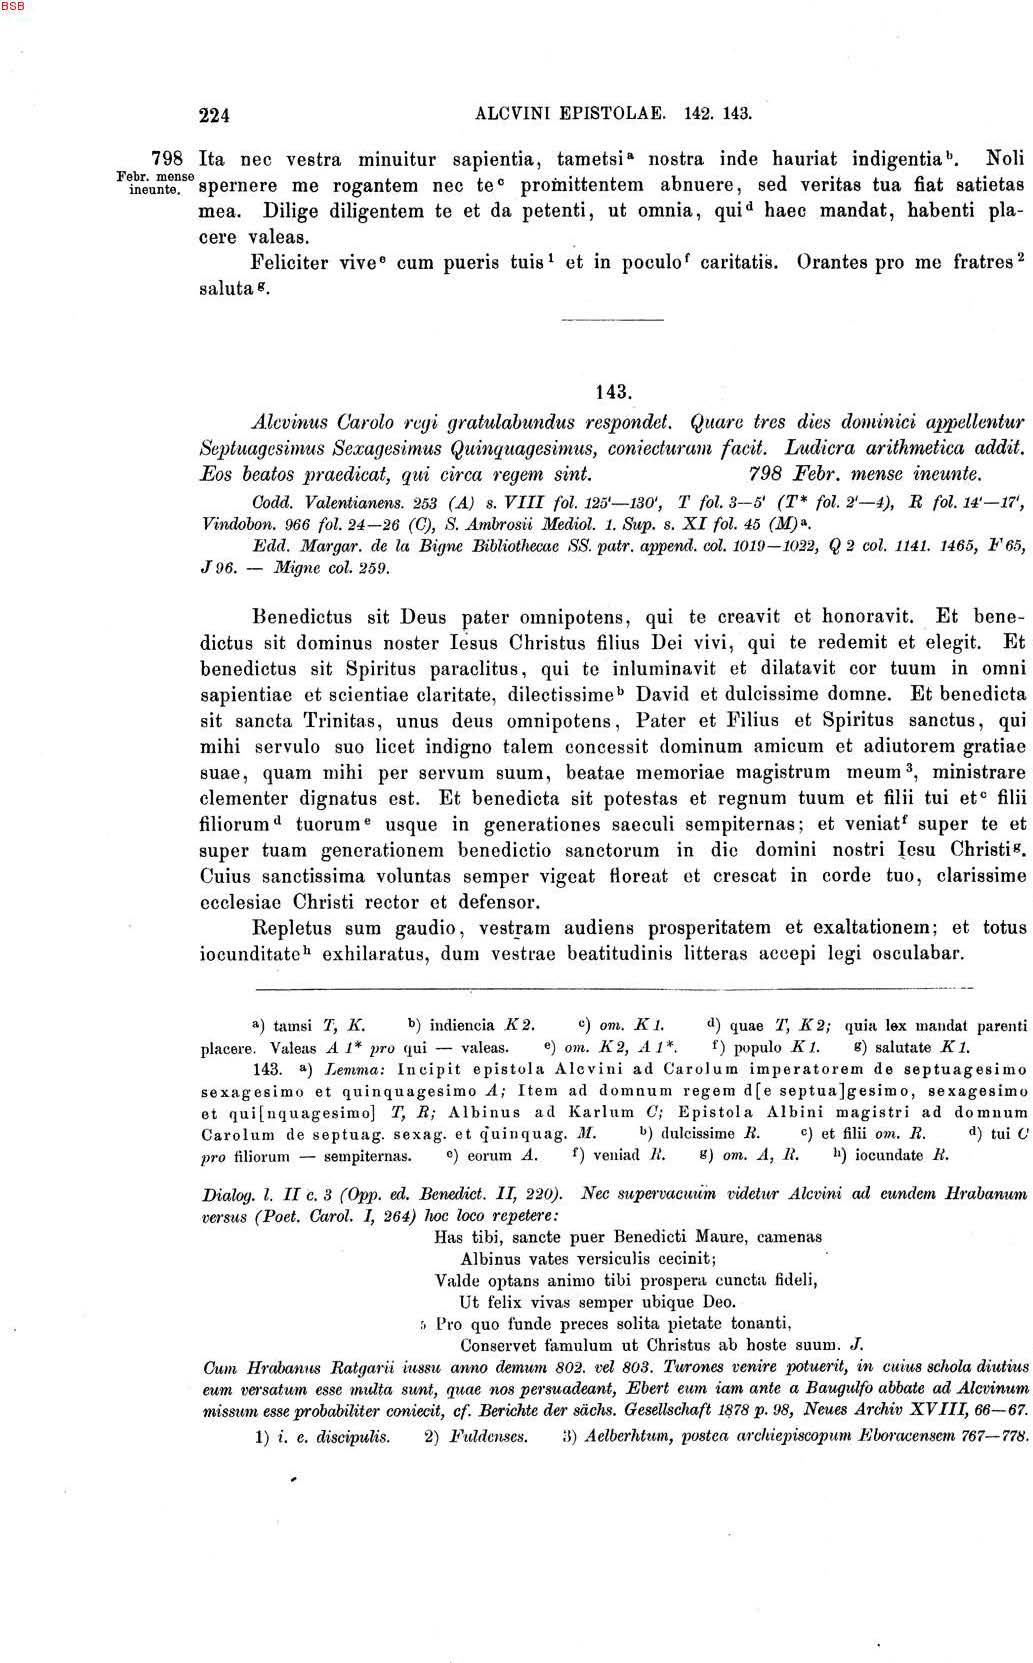 BSB
224 ALCVINI EPISTOLAE. 142. 143.
798 Ita nec vestra minuitur sapientia, tametsi a nostra inde hauriat indigentia b. Noli
Febr. mense
ineunte. spernere me rogantem nec te c promittentem abnuere, sed veritas tua fiat satietas
mea. Dilige diligentem te et da petenti, ut omnia, qui d haec mandat, habenti pla-
cere valeas.
Feliciter vive e cum pueris tuis 1 et in poculo f caritatis. Orantes pro me fratres 2
saluta g.
143.
Alcvinus Carolo regi gratulabundus respondet. Quare tres dies dominici appellentur
Septuagesimus Sexagesimus Quinquagesimus, coniecturam facit. Ludicra arithmetica addit.
Eos beatos praedicat, qui circa regem sint. 798 Febr. mense ineunte.
Codd. Valentianens. 253 (A) s. VIII fol. 125'—130', T fol. 3—5' (T* fol. 2'—4), R fol. 14'—17',
Vindobon. 966 fol. 24—26 (C), S. Ambrosii Mediol. 1. Sup. s. XI fol. 45 (M) a.
Edd. Margar. de la Bigne Bibliothecae SS. patr. append. col. 1019—1022, Q 2 col. 1141. 1465, F 65,
J 96. — Migne col. 259.
Benedictus sit Deus pater omnipotens, qui te creavit et honoravit. Et bene-
dictus sit dominus noster Iesus Christus filius Dei vivi, qui te redemit et elegit. Et
benedictus sit Spiritus paraclitus, qui te inluminavit et dilatavit cor tuum in omni
sapientiae et scientiae claritate, dilectissime b David et dulcissime domne. Et benedicta
sit sancta Trinitas, unus deus omnipotens, Pater et Filius et Spiritus sanctus, qui
mihi servulo suo licet indigno talem concessit dominum amicum et adiutorem gratiae
suae, quam mihi per servum suum, beatae memoriae magistrum meum 3, ministrare
clementer dignatus est. Et benedicta sit potestas et regnum tuum et filii tui et c filii
filiorum d tuorum e usque in generationes saeculi sempiternas; et veniat f super te et
super tuam generationem benedictio sanctorum in die domini nostri Iesu Christi g.
Cuius sanctissima voluntas semper vigeat floreat et crescat in corde tuo, clarissime
ecclesiae Christi rector et defensor.
Repletus sum gaudio, vestram audiens prosperitatem et exaltationem; et totus
iocunditate h exhilaratus, dum vestrae beatitudinis litteras accepi legi osculabar.
a) tamsi T, K. b) indiencia K 2. c) om. K 1. d) quae T, K 2; quia lex mandat parenti
placere. Valeas A 1* pro qui — valeas. e) om. K 2, A 1*. f) populo K 1. g) salutate K 1.
143. a) Lemma: Incipit epistola Alcvini ad Carolum imperatorem de septuagesimo
sexagesimo et quinquagesimo A; Item ad domnum regem d[e septua]gesimo, sexagesimo
et qui[nquagesimo] T, R; Albinus ad Karlum C; Epistola Albini magistri ad domnum
Carolum de septuag. sexag. et quinquag. M. b) dulcissime R. c) et filii om. R. d) tui C
pro filiorum — sempiternas. e) eorum A. f) veniad R. g) om. A, R. h) iocundate R.
Dialog. l. II c. 3 (Opp. ed. Benedict. II, 220). Nec supervacuum videtur Alcvini ad eundem Hrabanum
versus (Poet. Carol. I, 264) hoc loco repetere:
Has tibi, sancte puer Benedicti Maure, camenas
Albinus vates versiculis cecinit;
Valde optans animo tibi prospera cuncta fideli,
Ut felix vivas semper ubique Deo.
5 Pro quo funde preces solita pietate tonanti,
Conservet famulum ut Christus ab hoste suum. J.
Cum Hrabanus Ratgarii iussu anno demum 802. vel 803. Turones venire potuerit, in cuius schola diutius
eum versatum esse multa sunt, quae nos persuadeant, Ebert eum iam ante a Baugulfo abbate ad Alcvinum
missum esse probabiliter coniecit, cf. Berichte der sächs. Gesellschaft 1878 p. 98, Neues Archiv XVIII, 66—67.
1) i. e. discipulis. 2) Fuldenses. 3) Aelberhtum, postea archiepiscopum Eboracensem 767—778.